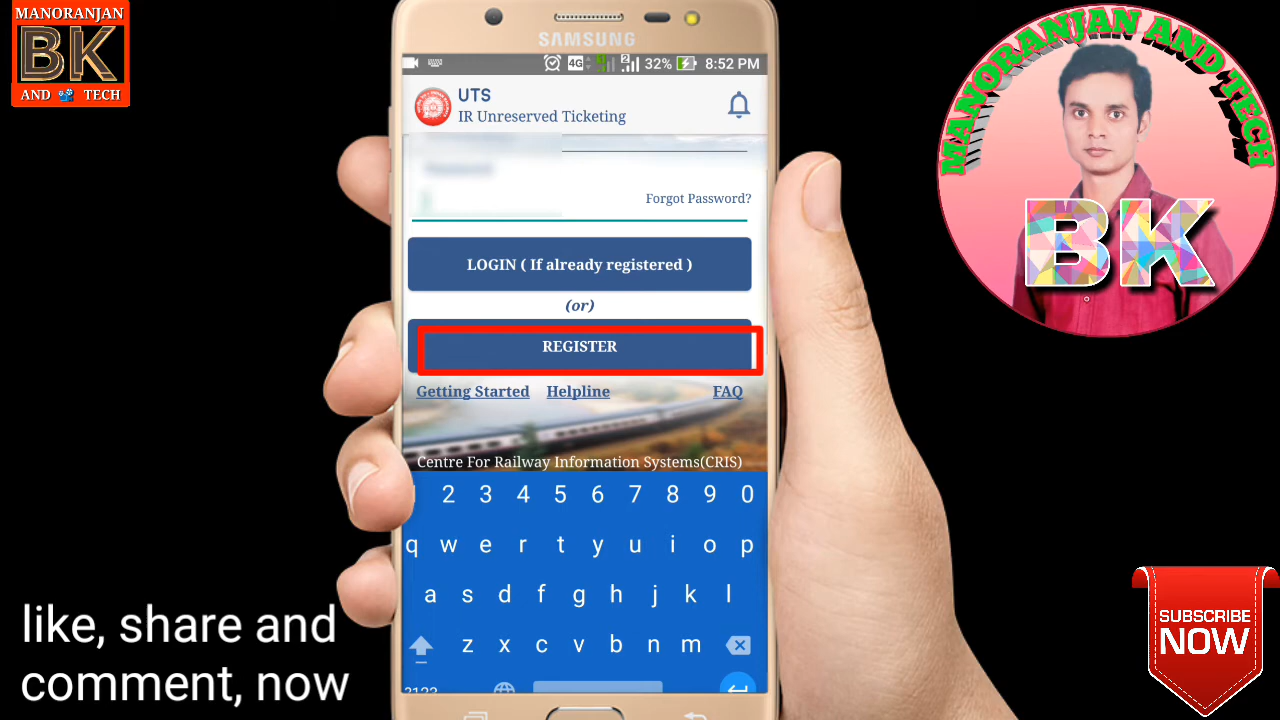 MANORANJAN
BK
AND TECH
MANORANJAN AND TECH
BK
SAMSUNG
4G 2 32% 8:52 PM
UTS
IR Unreserved Ticketing
Password
Forgot Password?
LOGIN ( If already registered )
(or)
REGISTER
Getting Started Helpline FAQ
Centre For Railway Information Systems(CRIS)
2 3 4 5 6 7 8 9 0
q w e r t y u i o p
a s d f g h j k l
z x c v b n m
like, share and
comment, now
SUBSCRIBE
NOW